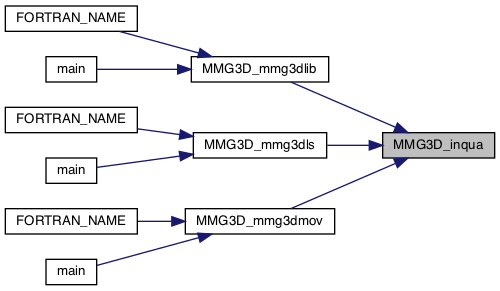 FORTRAN_NAME
main
MMG3D_mmg3dlib
FORTRAN_NAME
MMG3D_mmg3dls
MMG3D_inqua
main
FORTRAN_NAME
MMG3D_mmg3dmov
main